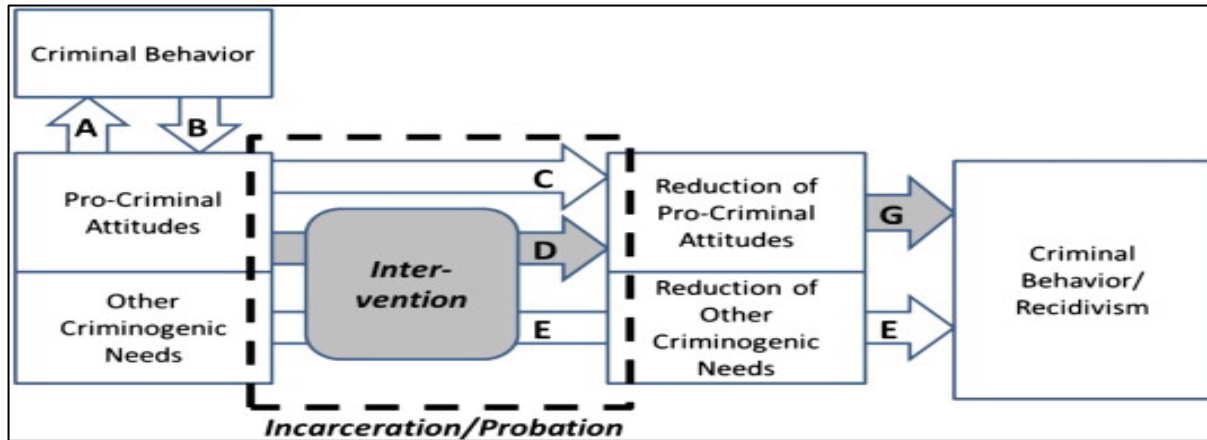 Criminal Behavior
A
B
Pro-Criminal
Attitudes
C
Reduction of
Pro-Criminal
Attitudes
G
D
Inter-
vention
Criminal
Behavior/
Recidivism
Other
Criminogenic
Needs
E
Reduction of
Other
Criminogenic
Needs
E
Incarceration/Probation